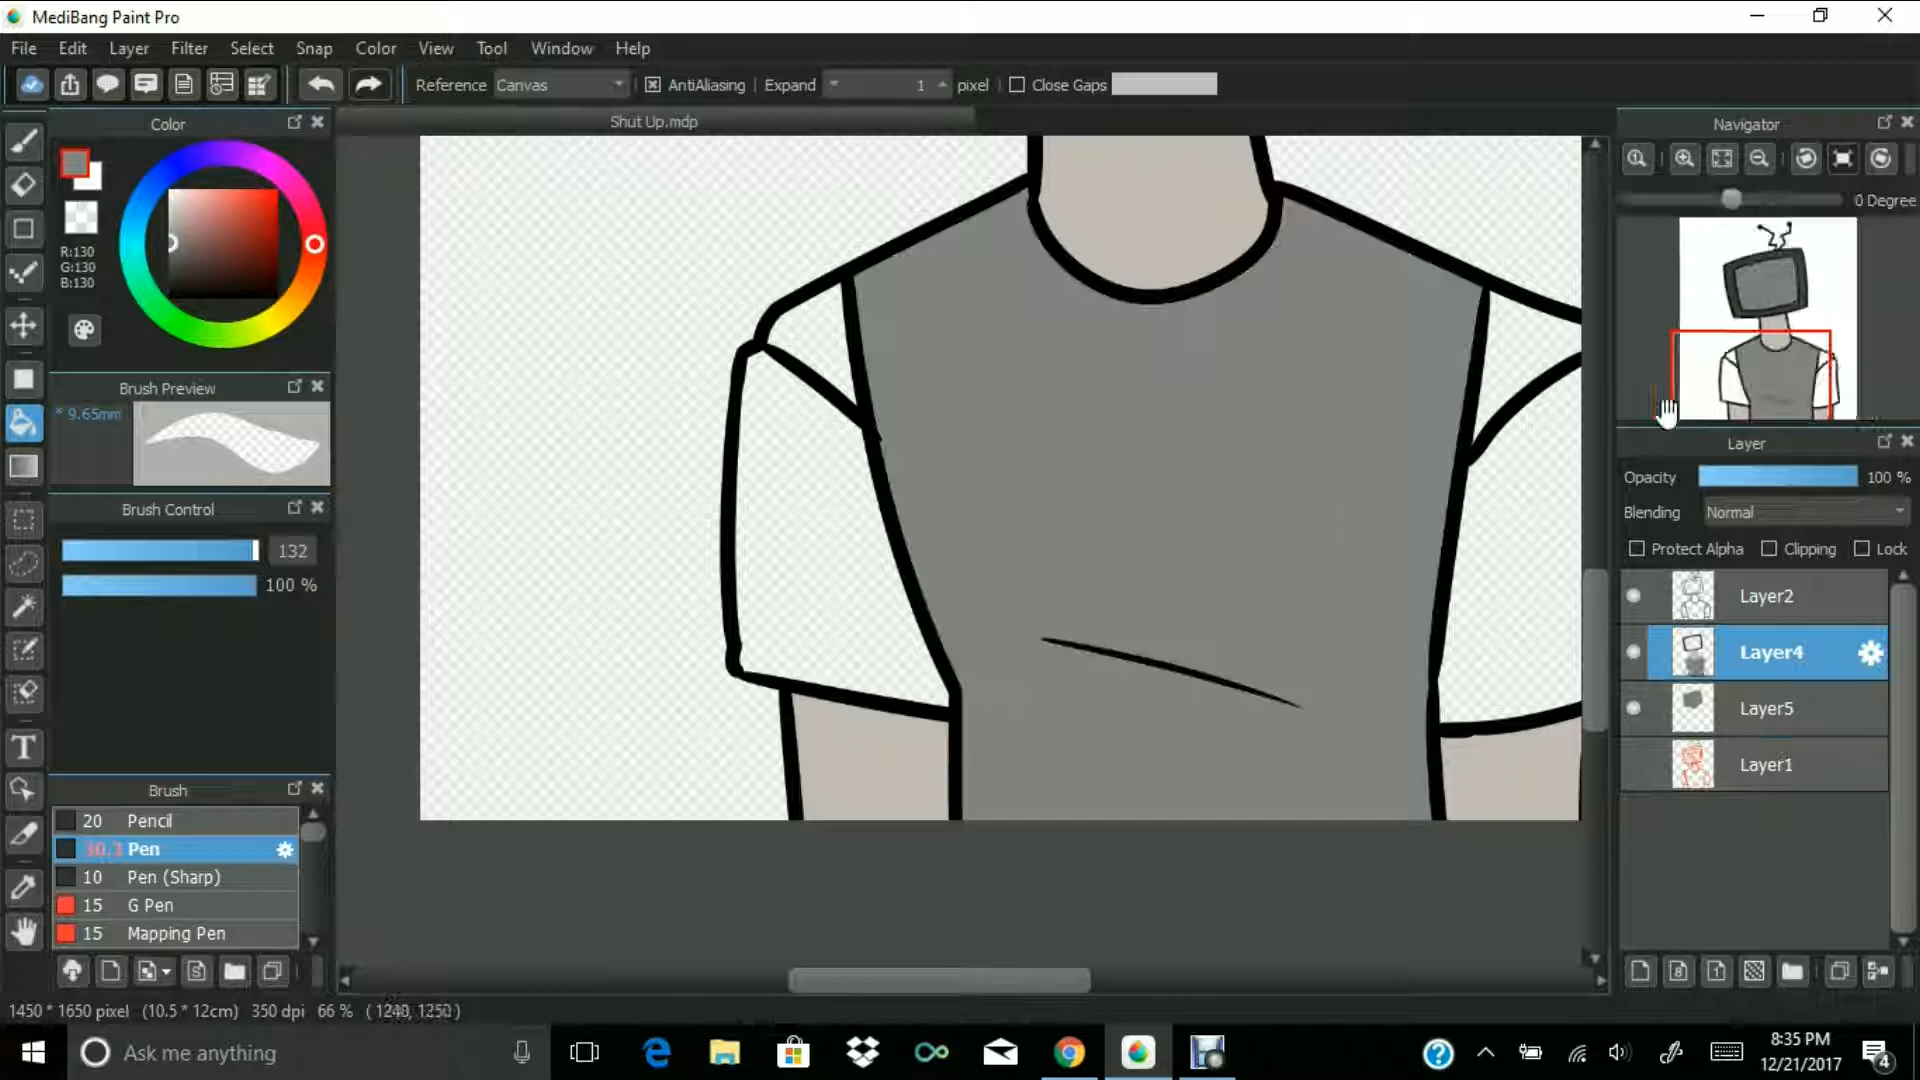 MediBang Paint Pro
File Edit Layer Filter Select Snap Color View Tool Window Help
Reference Canvas AntiAliasing Expand 1 pixel Close Gaps
Color
Shut Up.mdp
Navigator
R:130
G:130
B:130
0 Degree
Brush Preview
* 9.65mm
Layer
Opacity 100 %
Blending Normal
Protect Alpha Clipping Lock
Brush Control
132
100 %
Layer2
Layer4
Layer5
Layer1
Brush
20 Pencil
Pen
10 Pen (Sharp)
15 G Pen
15 Mapping Pen
1450 * 1650 pixel (10.5 * 12cm) 350 dpi 66 %
Ask me anything
8:35 PM
12/21/2017
4